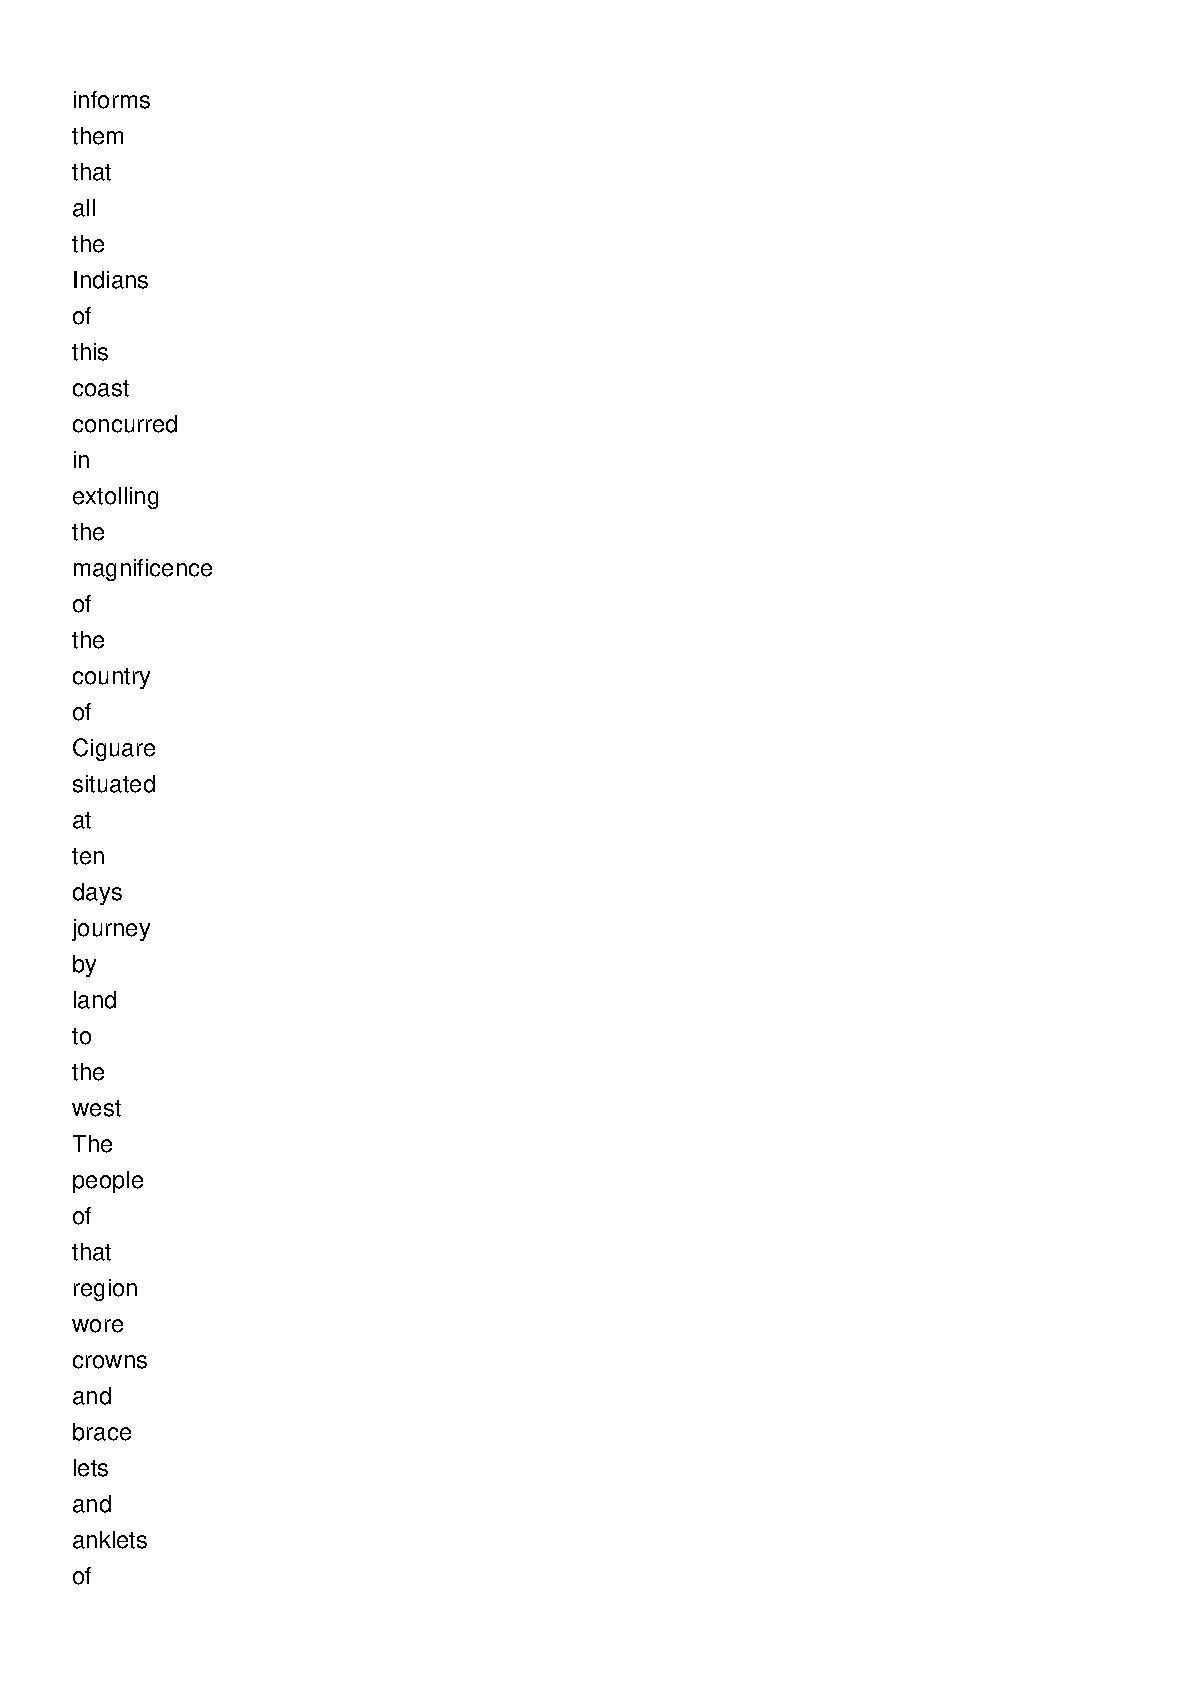 informs
them
that
all
the
Indians
of
this
coast
concurred
in
extolling
the
magnificence
of
the
country
of
Ciguare
situated
at
ten
days
journey
by
land
to
the
west
The
people
of
that
region
wore
crowns
and
brace
lets
and
anklets
of